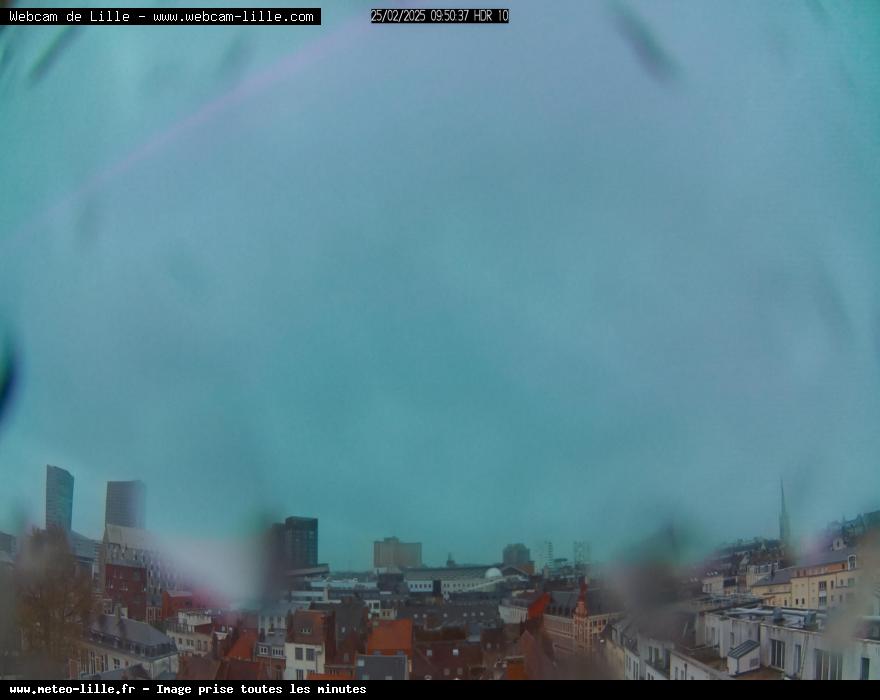 Webcam de Lille - www.webcam-lille.com
25/02/2025 09:50:37 HDR 10
www.meteo-lille.fr - Image prise toutes les minutes